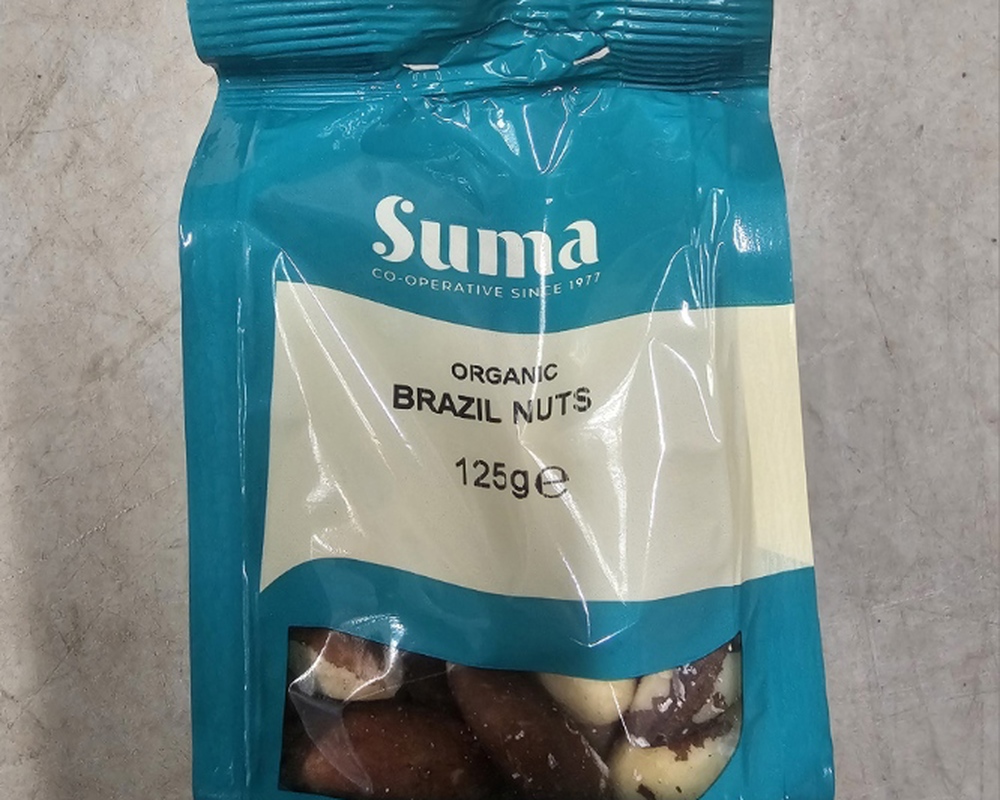 Suma
CO-OPERATIVE SINCE 1977
ORGANIC
BRAZIL NUTS
125g℮